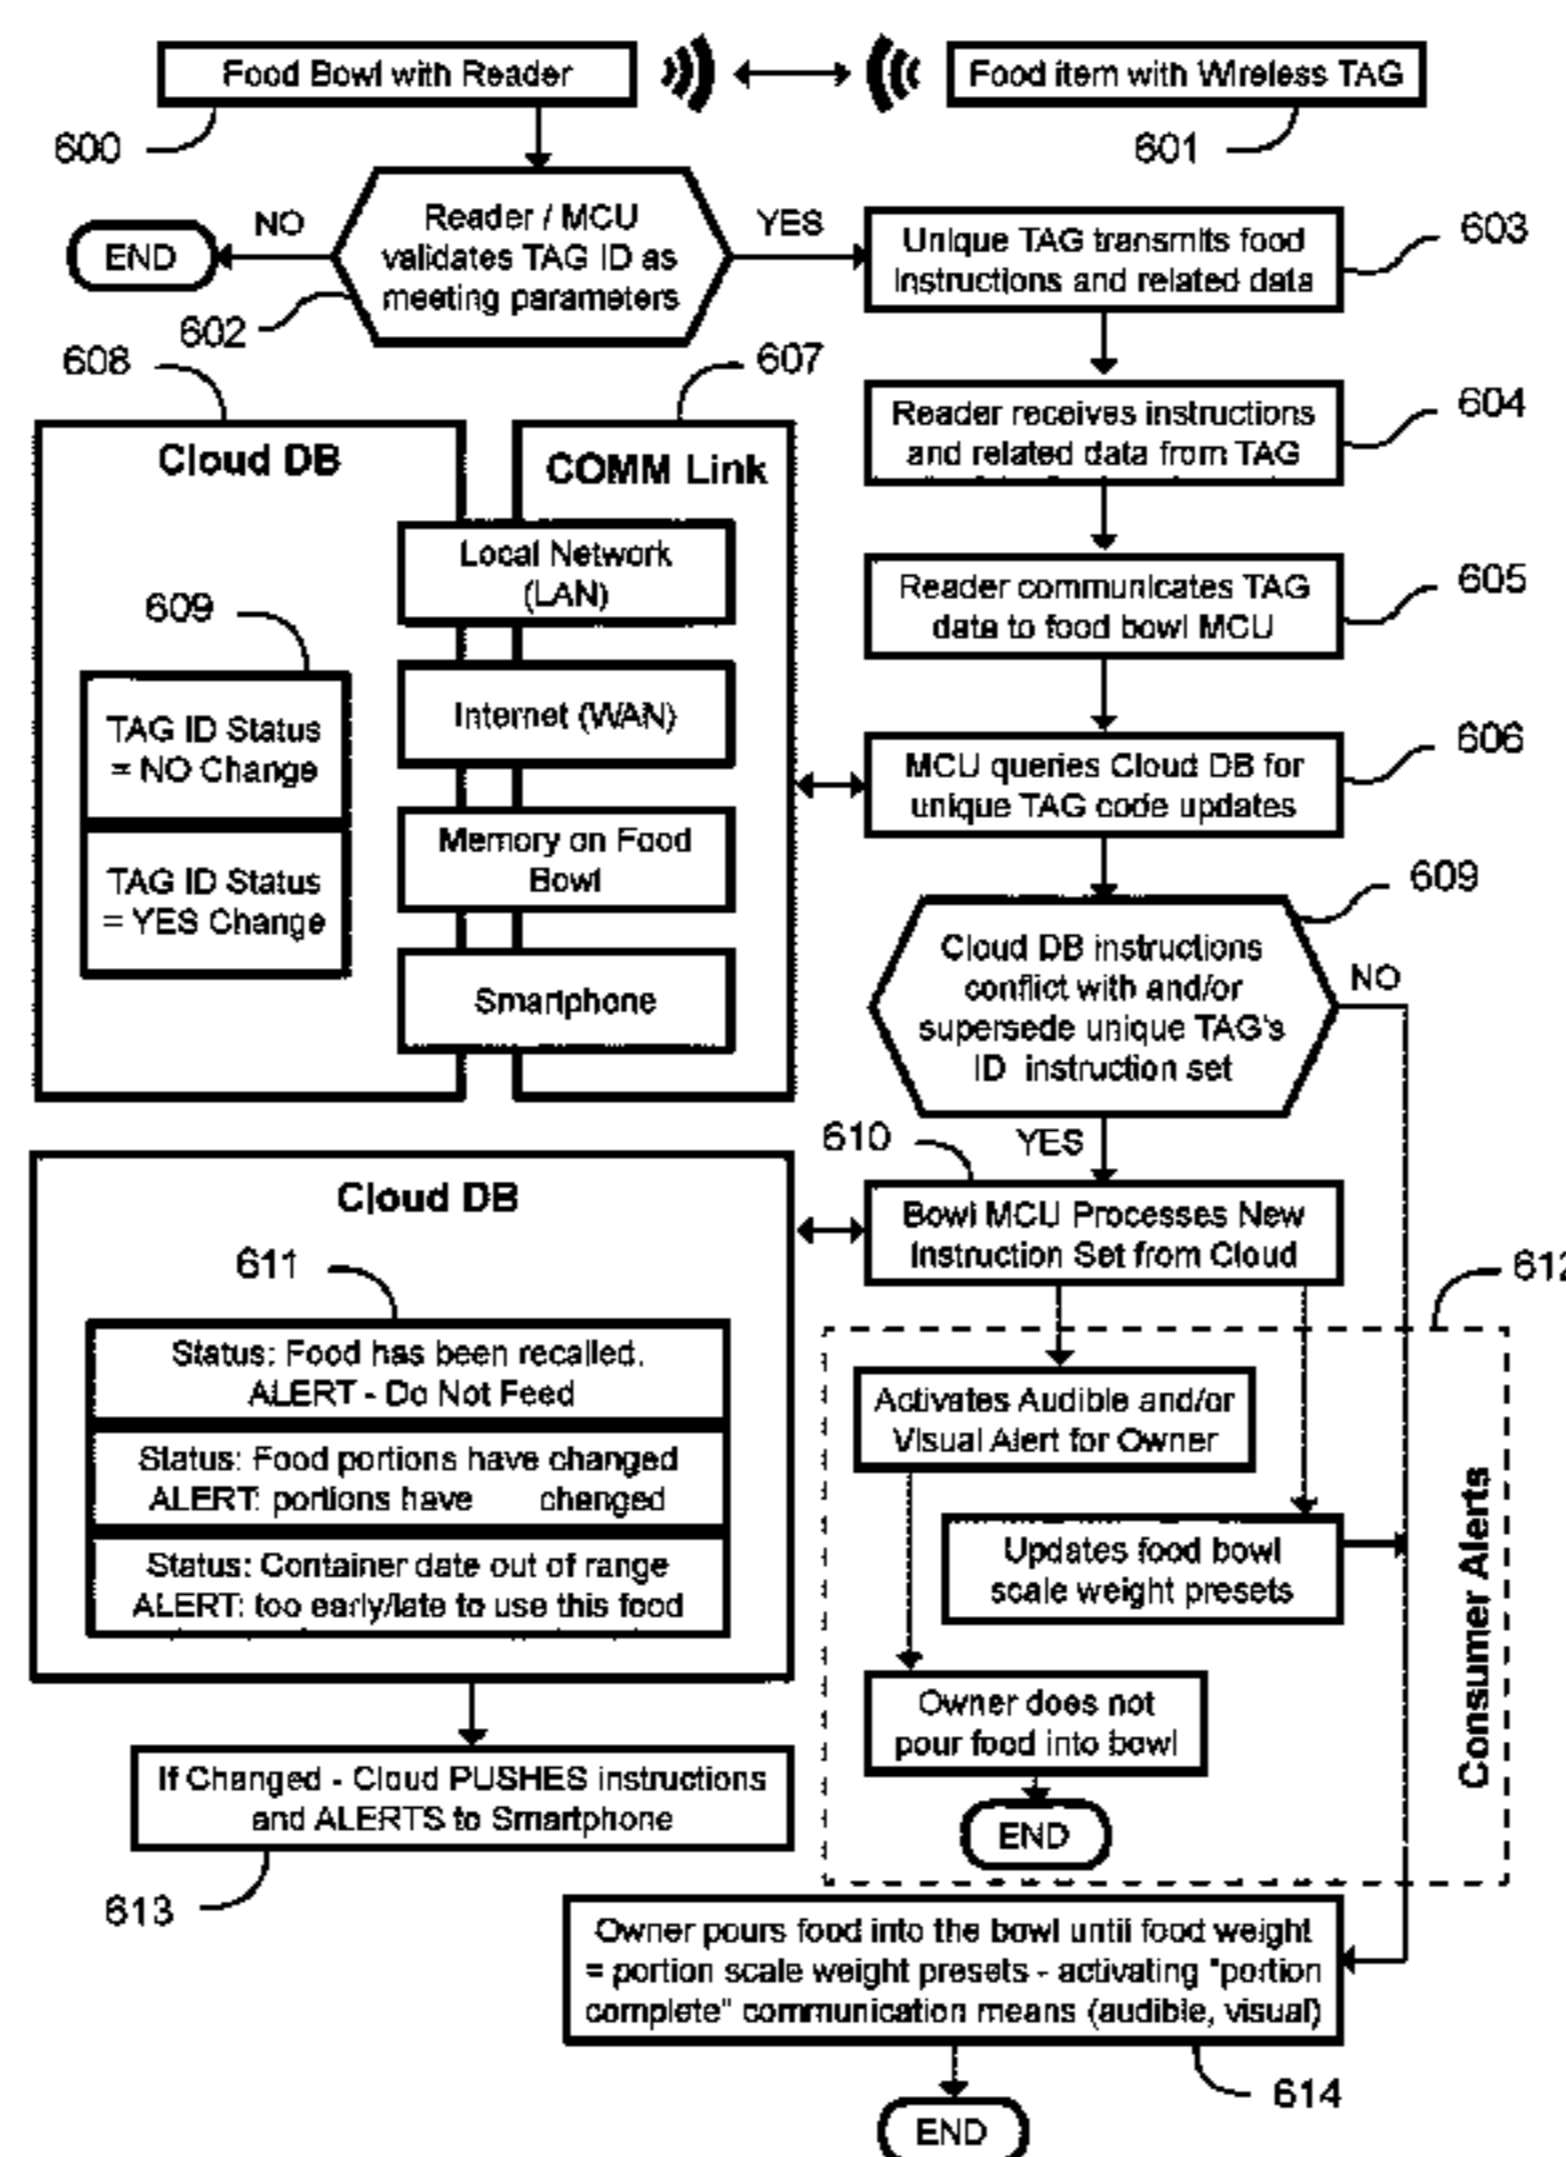 Food Bowl with Reader
Food item with Wireless TAG
600
601
Reader / MCU
validates TAG ID as
meeting parameters
NO
YES
END
602
Unique TAG transmits food
instructions and related data
603
608
607
Reader receives instructions
and related data from TAG
604
Cloud DB
COMM Link
Local Network
(LAN)
Reader communicates TAG
data to food bowl MCU
605
609
TAG ID Status
= NO Change
Internet (WAN)
MCU queries Cloud DB for
unique TAG code updates
606
Memory on Food
Bowl
TAG ID Status
= YES Change
609
Smartphone
Cloud DB instructions
conflict with and/or
supersede unique TAG's
ID instruction set
NO
YES
610
Cloud DB
Bowl MCU Processes New
Instruction Set from Cloud
611
612
Status: Food has been recalled.
ALERT - Do Not Feed
Status: Food portions have changed
ALERT: portions have changed
Status: Container date out of range
ALERT: too early/late to use this food
Activates Audible and/or
Visual Alert for Owner
Updates food bowl
scale weight presets
Consumer Alerts
Owner does not
pour food into bowl
END
If Changed - Cloud PUSHES instructions
and ALERTS to Smartphone
613
Owner pours food into the bowl until food weight
= portion scale weight presets - activating "portion
complete" communication means (audible, visual)
614
END